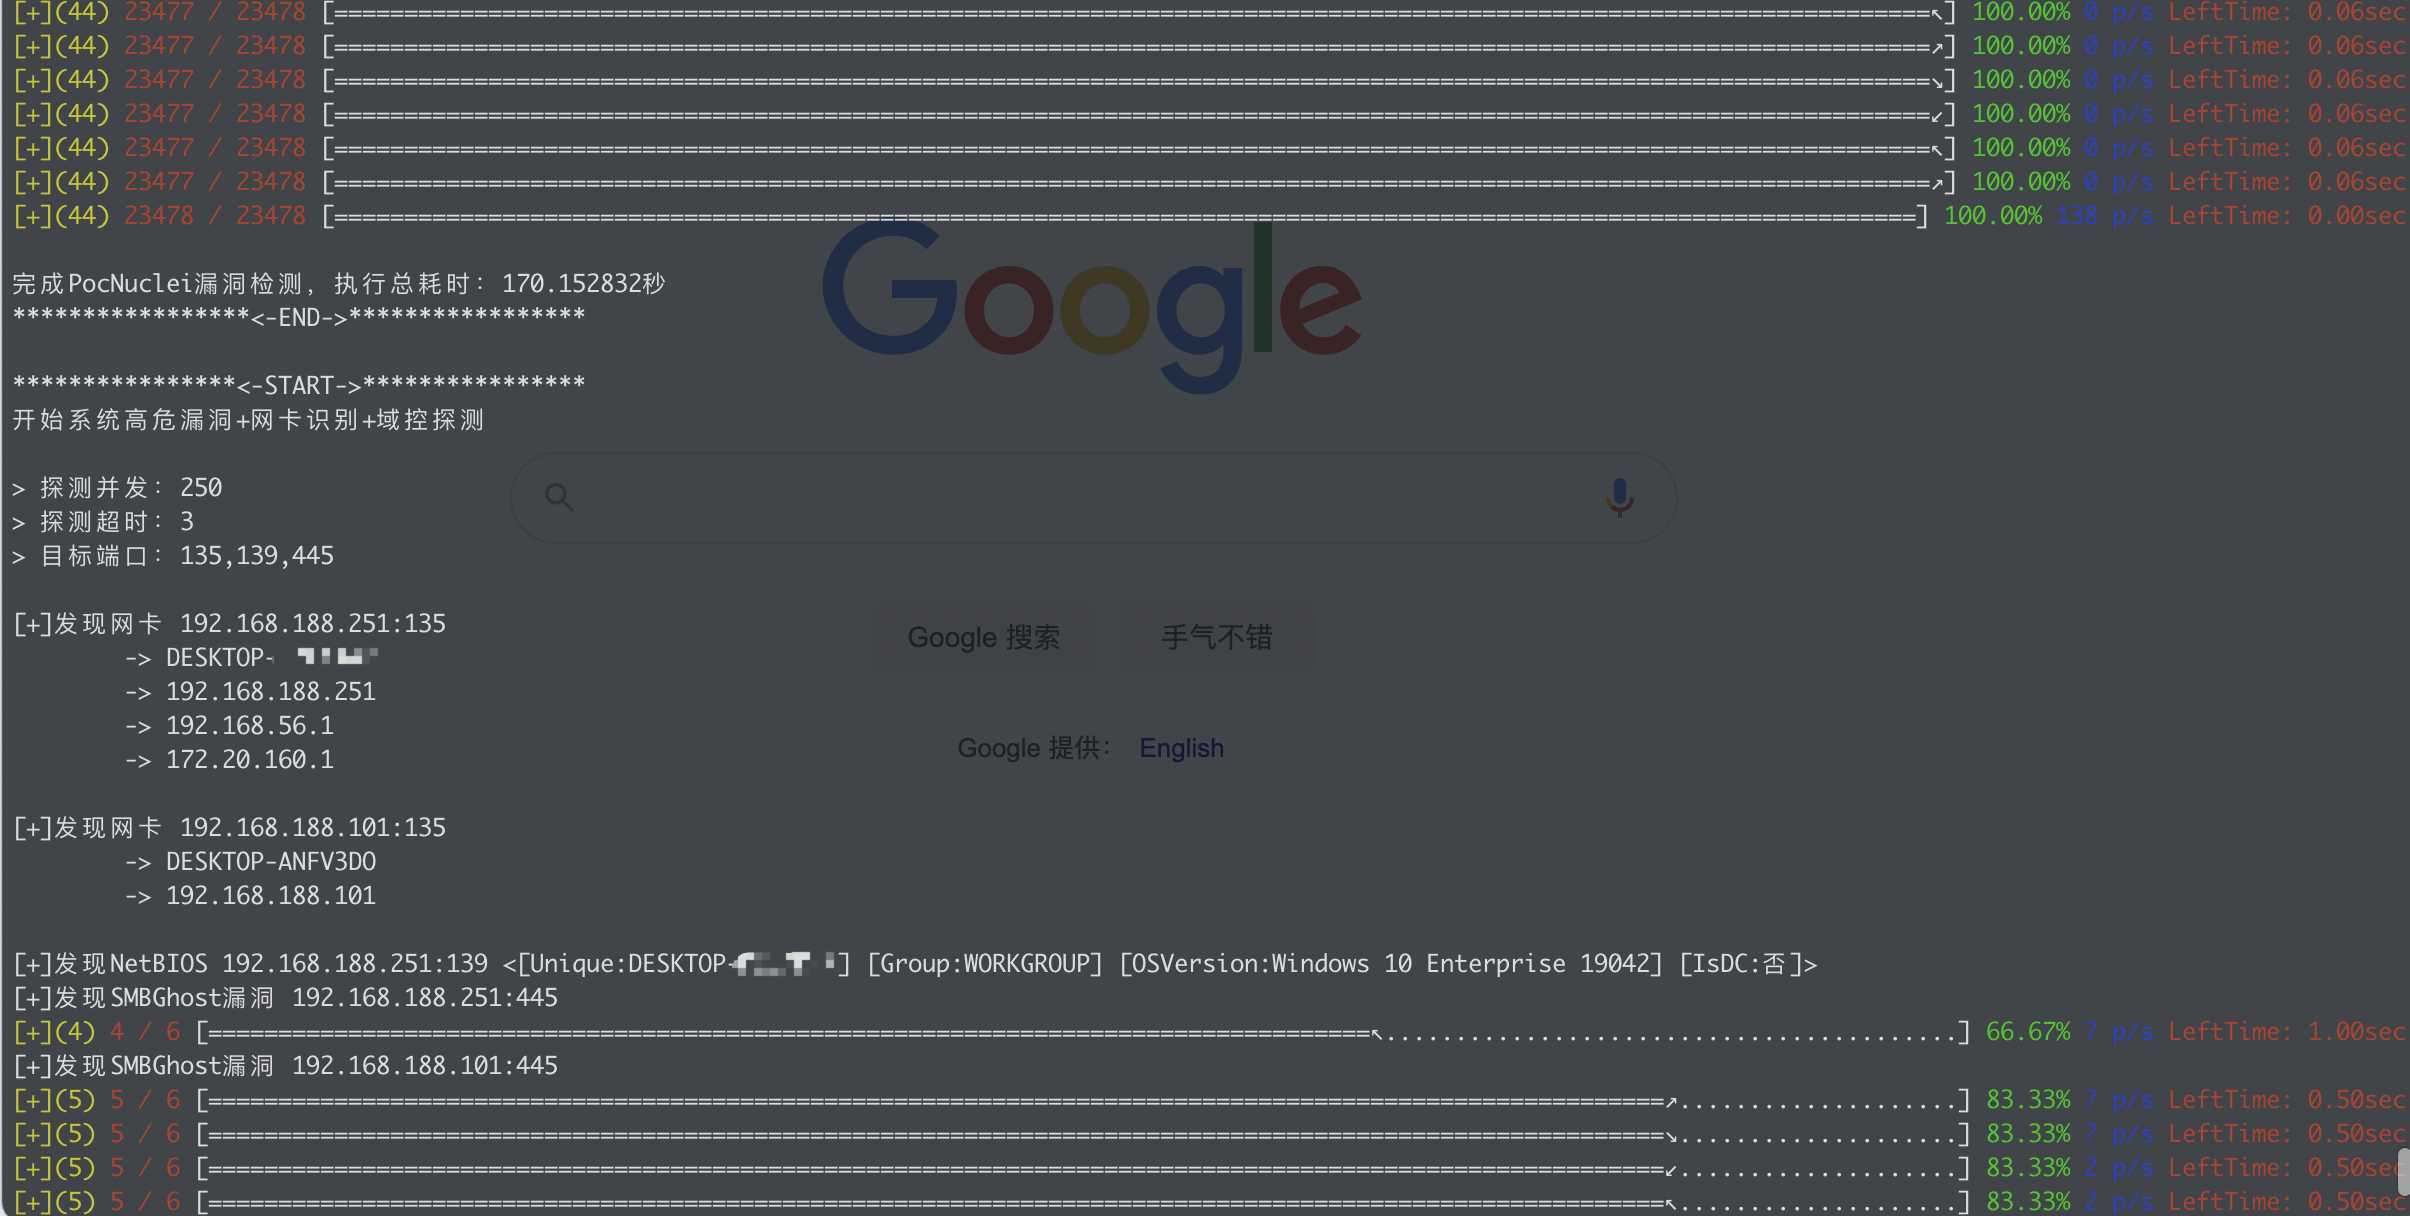 [+](44) 23477 / 23478 [==================================================================================================================↖] 100.00% 0 p/s LeftTime: 0.06sec
[+](44) 23477 / 23478 [==================================================================================================================↗] 100.00% 0 p/s LeftTime: 0.06sec
[+](44) 23477 / 23478 [==================================================================================================================↘] 100.00% 0 p/s LeftTime: 0.06sec
[+](44) 23477 / 23478 [==================================================================================================================↙] 100.00% 0 p/s LeftTime: 0.06sec
[+](44) 23477 / 23478 [==================================================================================================================↖] 100.00% 0 p/s LeftTime: 0.06sec
[+](44) 23477 / 23478 [==================================================================================================================↗] 100.00% 0 p/s LeftTime: 0.06sec
[+](44) 23478 / 23478 [=================================================================================================================] 100.00% 138 p/s LeftTime: 0.00sec
Google
完成PocNuclei漏洞检测, 执行总耗时: 170.152832秒
*****************<-END->*****************
****************<-START->****************
开始系统高危漏洞+网卡识别+域控探测
> 探测并发: 250
> 探测超时: 3
> 目标端口: 135,139,445
[+]发现网卡 192.168.188.251:135
Google 搜索 手气不错
-> DESKTOP-
-> 192.168.188.251
-> 192.168.56.1
Google 提供: English
-> 172.20.160.1
[+]发现网卡 192.168.188.101:135
-> DESKTOP-ANFV3DO
-> 192.168.188.101
[+]发现NetBIOS 192.168.188.251:139 <[Unique:DESKTOP-] [Group:WORKGROUP] [OSVersion:Windows 10 Enterprise 19042] [IsDC:否]>
[+]发现SMBGhost漏洞 192.168.188.251:445
[+](4) 4 / 6 [===================================================================================↖.........................................] 66.67% ? p/s LeftTime: 1.00sec
[+]发现SMBGhost漏洞 192.168.188.101:445
[+](5) 5 / 6 [========================================================================================================↗....................] 83.33% ? p/s LeftTime: 0.50sec
[+](5) 5 / 6 [========================================================================================================↘....................] 83.33% ? p/s LeftTime: 0.50sec
[+](5) 5 / 6 [========================================================================================================↙....................] 83.33% 2 p/s LeftTime: 0.50sec
[+](5) 5 / 6 [========================================================================================================↖....................] 83.33% 2 p/s LeftTime: 0.50sec